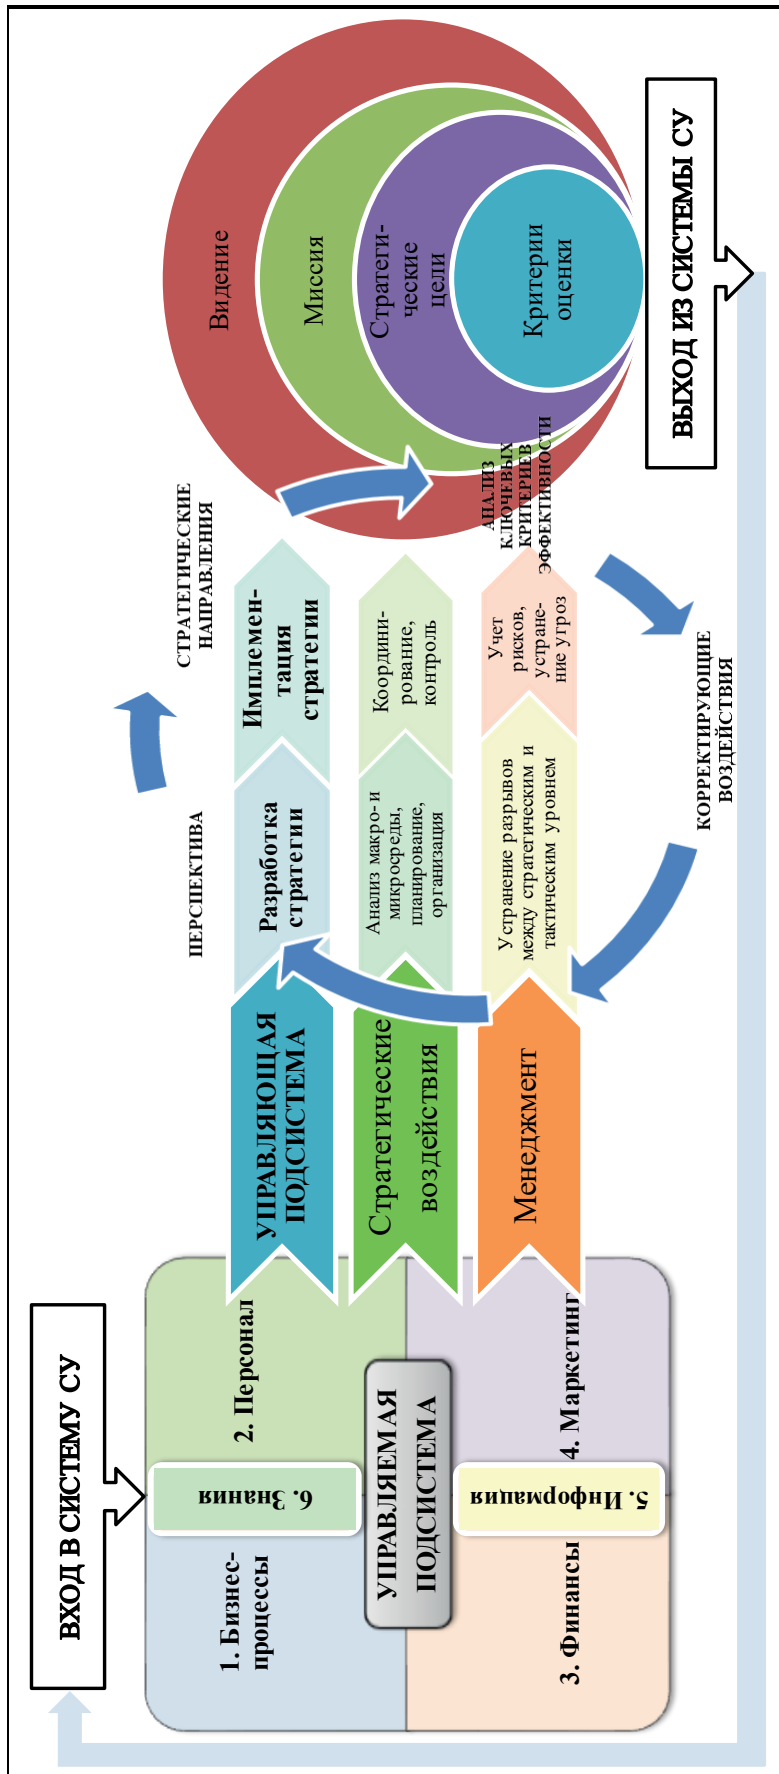 ВХОД В СИСТЕМУ СУ
1. Бизнес-
процессы
2. Персонал
6. Знания
УПРАВЛЯЕМАЯ
ПОДСИСТЕМА
3. Финансы
4. Маркетинг
5. Информация
УПРАВЛЯЮЩАЯ
ПОДСИСТЕМА
Разработка
стратегии
Имплемен-
тация
стратегии
Стратегические
воздействия
Анализ макро- и
микросреды,
планирование,
организация
Координи-
рование,
контроль
Менеджмент
Устранение разрывов
между стратегическим и
тактическим уровнем
Учет
рисков,
устране-
ние угроз
ПЕРСПЕКТИВА
СТРАТЕГИЧЕСКИЕ
НАПРАВЛЕНИЯ
АНАЛИЗ
КЛЮЧЕВЫХ
КРИТЕРИЕВ
ЭФФЕКТИВНОСТИ
КОРРЕКТИРУЮЩИЕ
ВОЗДЕЙСТВИЯ
Видение
Миссия
Стратеги-
ческие
цели
Критерии
оценки
ВЫХОД ИЗ СИСТЕМЫ СУ